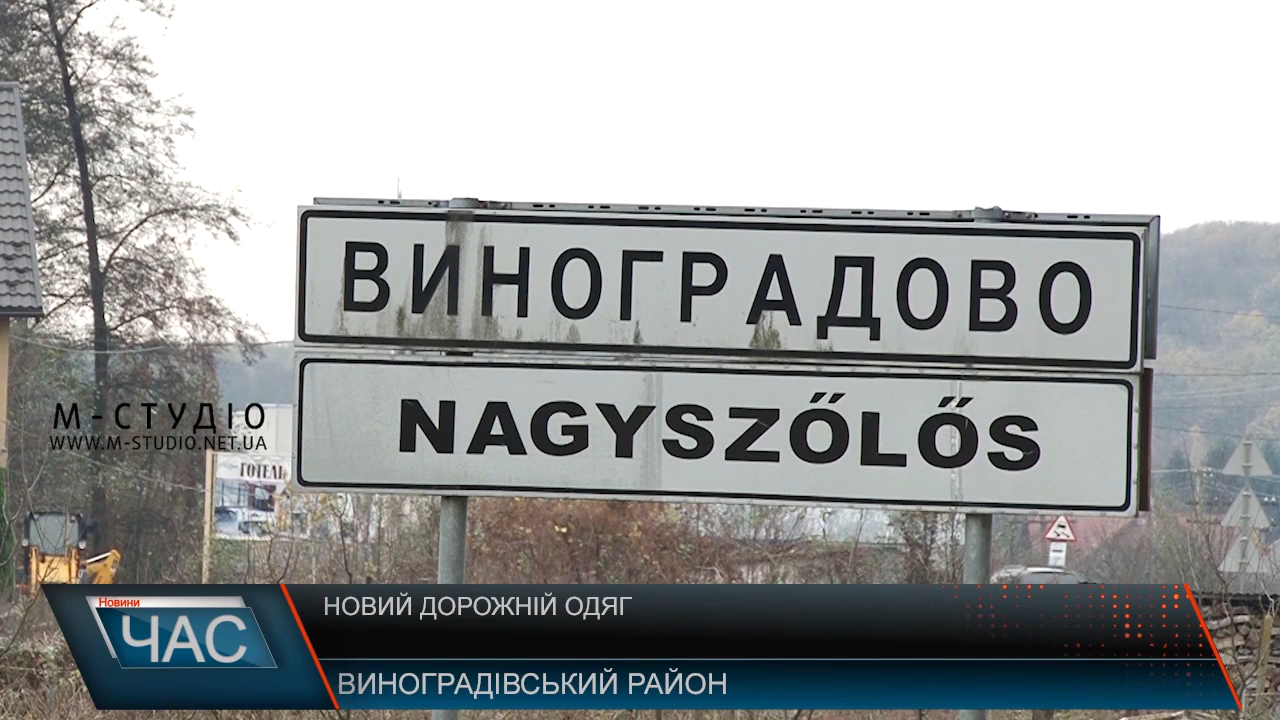 ВИНОГРАДОВО
NAGYSZŐLŐS
М-СТУДІО
WWW.M-STUDIO.NET.UA
ГОТЕЛЬ
Новини
ЧАС
НОВИЙ ДОРОЖНІЙ ОДЯГ
ВИНОГРАДІВСЬКИЙ РАЙОН